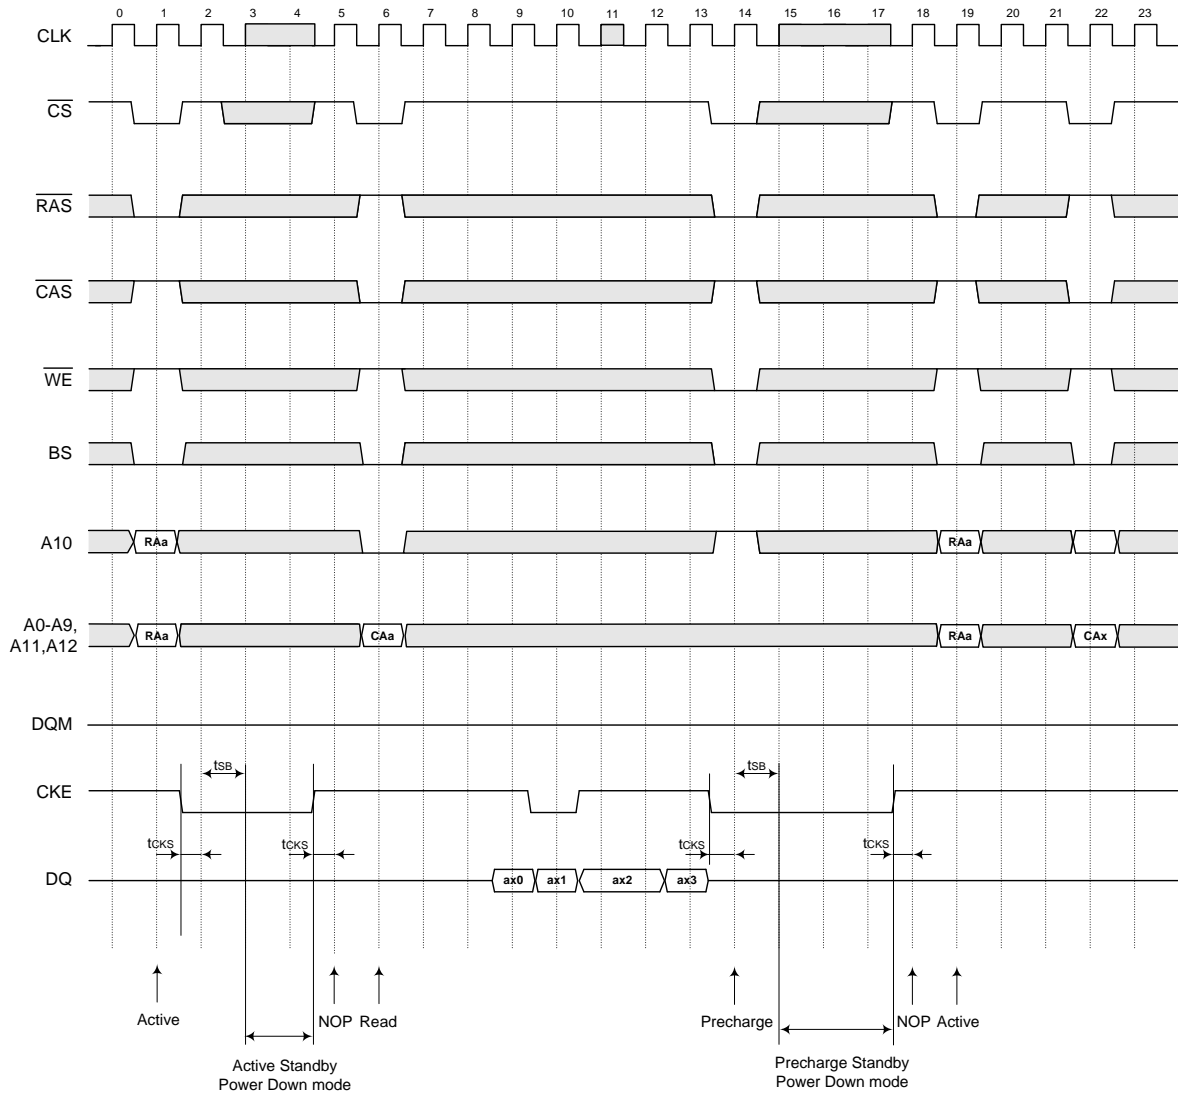 0 1 2 3 4 5 6 7 8 9 10 11 12 13 14 15 16 17 18 19 20 21 22 23
CLK
CS
RAS
CAS
WE
BS
A10 RAa RAa
A0-A9,
A11,A12 RAa CAa RAa CAx
DQM
tSB tSB
CKE
tCKS tCKS tCKS tCKS
DQ ax0 ax1 ax2 ax3
Active NOP Read Precharge NOP Active
Active Standby
Power Down mode
Precharge Standby
Power Down mode